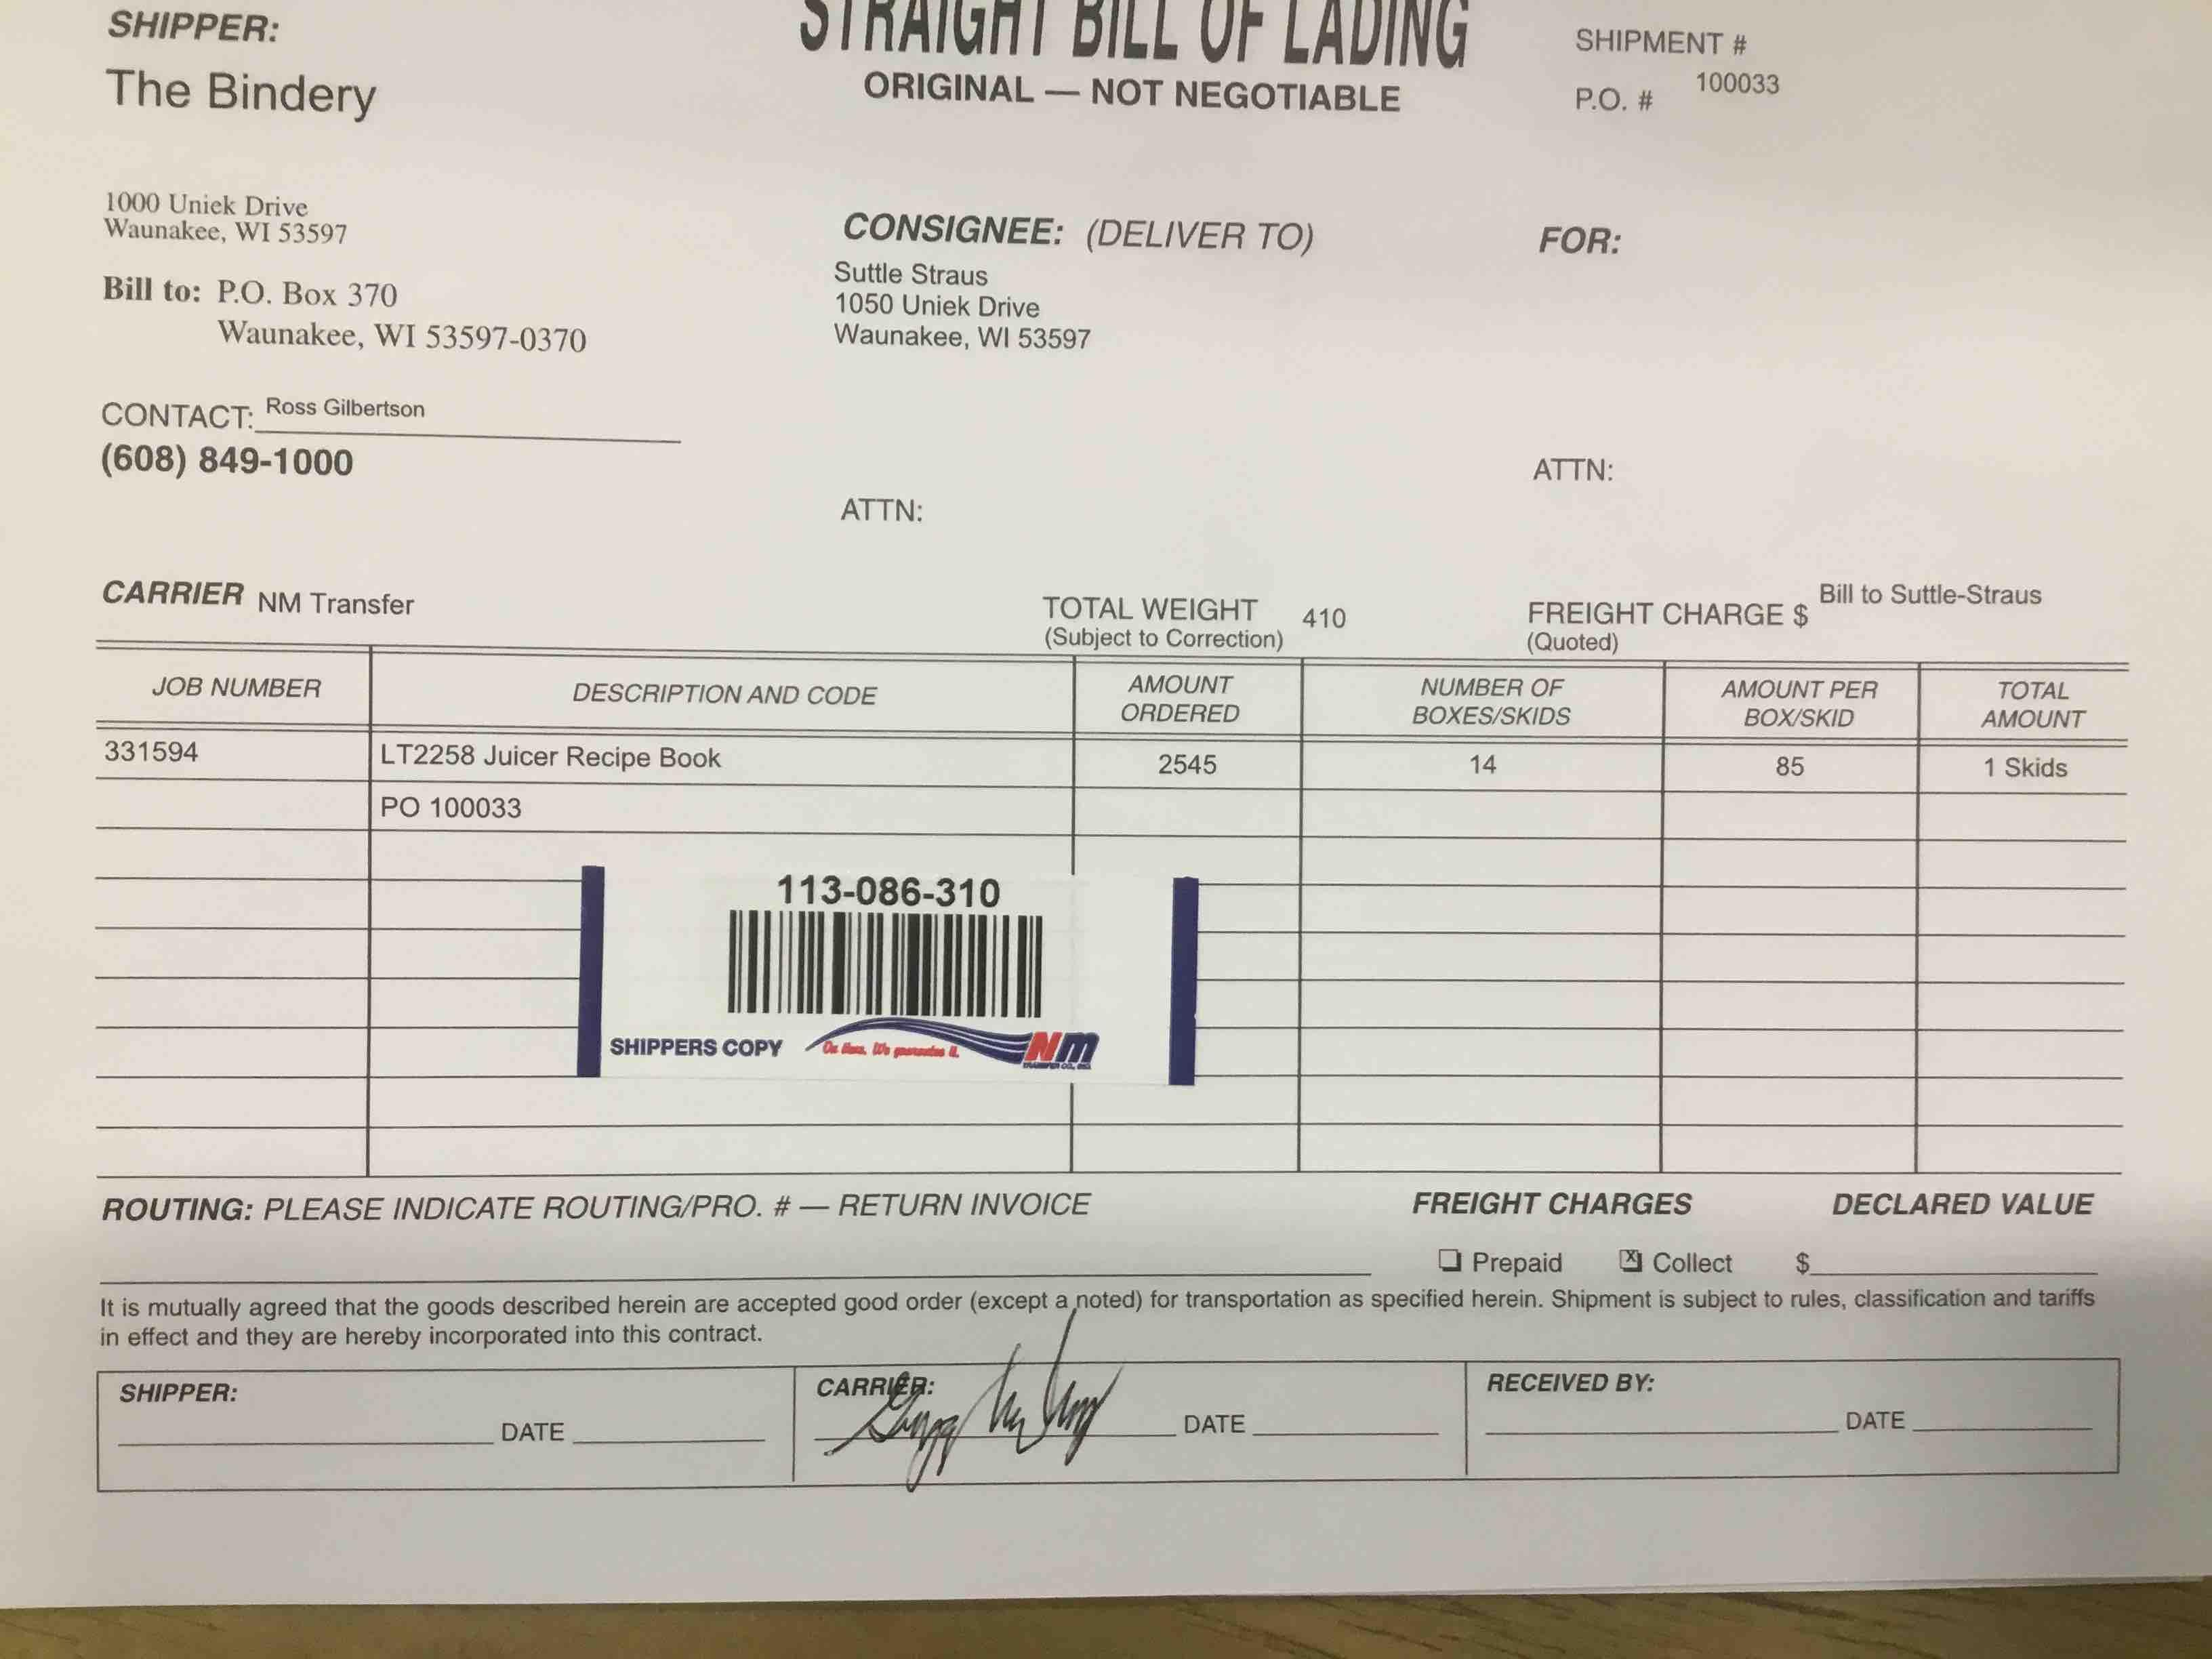 SHIPPER:
The Bindery
1000 Uniek Drive
Waunakee, WI 53597
Bill to: P.O. Box 370
Waunakee, WI 53597-0370
CONTACT: Ross Gilbertson
(608) 849-1000
STRAIGHT BILL OF LADING
ORIGINAL — NOT NEGOTIABLE
SHIPMENT #
P.O. # 100033
CONSIGNEE: (DELIVER TO)
Suttle Straus
1050 Uniek Drive
Waunakee, WI 53597
ATTN:
FOR:
ATTN:
CARRIER NM Transfer
TOTAL WEIGHT 410
(Subject to Correction)
FREIGHT CHARGE $ Bill to Suttle-Straus
(Quoted)
JOB NUMBER DESCRIPTION AND CODE AMOUNT ORDERED NUMBER OF BOXES/SKIDS AMOUNT PER BOX/SKID TOTAL AMOUNT
331594 LT2258 Juicer Recipe Book 2545 14 85 1 Skids
PO 100033
113-086-310
SHIPPERS COPY On time. We guarantee it. NM
TRANSFER CO., INC.
ROUTING: PLEASE INDICATE ROUTING/PRO. # — RETURN INVOICE
FREIGHT CHARGES DECLARED VALUE
Prepaid X Collect $
It is mutually agreed that the goods described herein are accepted good order (except a noted) for transportation as specified herein. Shipment is subject to rules, classification and tariffs
in effect and they are hereby incorporated into this contract.
SHIPPER: CARRIER: RECEIVED BY:
DATE DATE DATE